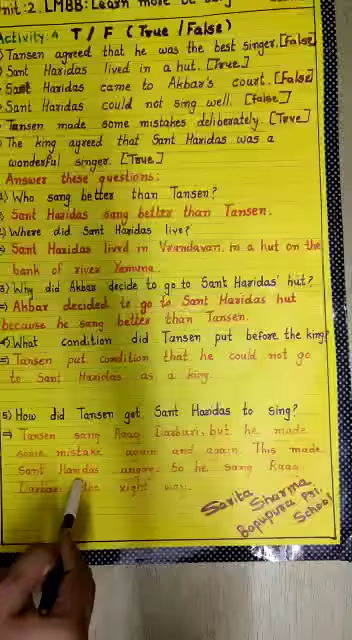 Unit:2. LMBB: Learn more
Activity:4 T / F (True / False)
Tansen agreed that he was the best singer. [False]
Sant Haridas lived in a hut. [True.]
Sant Haridas came to Akbar's court. [False]
Sant Haridas could not sing well. [False]
Tansen made some mistakes deliberately. [True]
The king agreed that Sant Haridas was a
wonderful singer. [True.]
Answer these questions:
1) Who sang better than Tansen?
Sant Haridas sang better than Tansen.
2) Where did Sant Haridas live?
Sant Haridas lived in Vrundavan, in a hut on the
bank of river Yamuna.
3) Why did Akbar decide to go to Sant Haridas' hut?
⇒ Akbar decided to go to Sant Haridas hut
because he sang better than Tansen.
4) What condition did Tansen put before the king?
⇒ Tansen put condition that he could not go
to Sant Haridas as a king.
5) How did Tansen get Sant Haridas to sing?
⇒ Tansen sang Raag Darbari, but he made
some mistake again and again. This made
Sant Haridas angry. So he sang Raag
Darbari the right way.
Savita Sharma
Bapupura Pri.
School